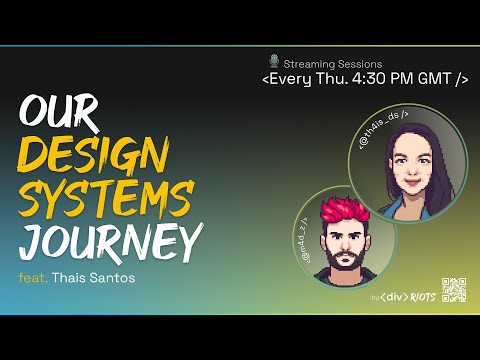 Streaming Sessions
<Every Thu. 4:30 PM GMT />
OUR
DESIGN
SYSTEMS
JOURNEY
feat. Thais Santos
<@th4is_ds />
<@m4p_z />
by <div> RIOTS